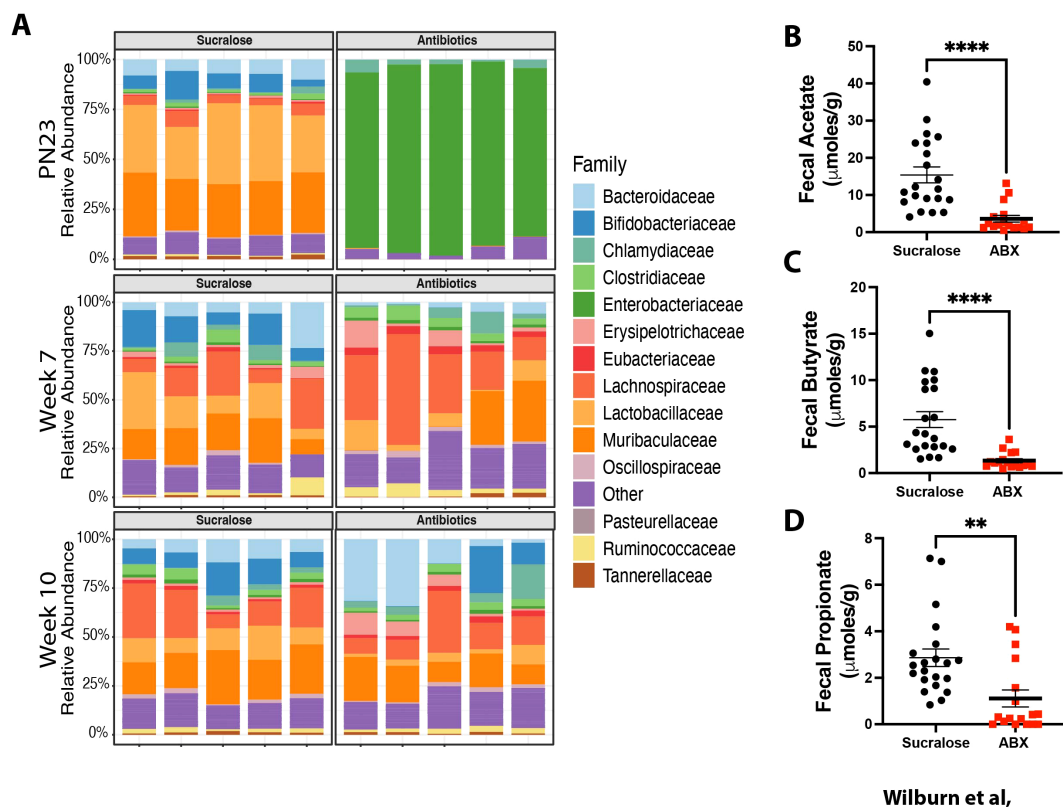 A
Sucralose
Antibiotics
PN23
Relative Abundance
100%
75%
50%
25%
0%
Sucralose
Antibiotics
Week 7
Relative Abundance
100%
75%
50%
25%
0%
Sucralose
Antibiotics
Week 10
Relative Abundance
100%
75%
50%
25%
0%
Family
Bacteroidaceae
Bifidobacteriaceae
Chlamydiaceae
Clostridiaceae
Enterobacteriaceae
Erysipelotrichaceae
Eubacteriaceae
Lachnospiraceae
Lactobacillaceae
Muribaculaceae
Oscillospiraceae
Other
Pasteurellaceae
Ruminococcaceae
Tannerellaceae
B
Fecal Acetate
(μmoles/g)
50
40
30
20
10
0
****
Sucralose ABX
C
Fecal Butyrate
(μmoles/g)
20
15
10
5
0
****
Sucralose ABX
D
Fecal Propionate
(μmoles/g)
8
6
4
2
0
**
Sucralose ABX
Wilburn et al,